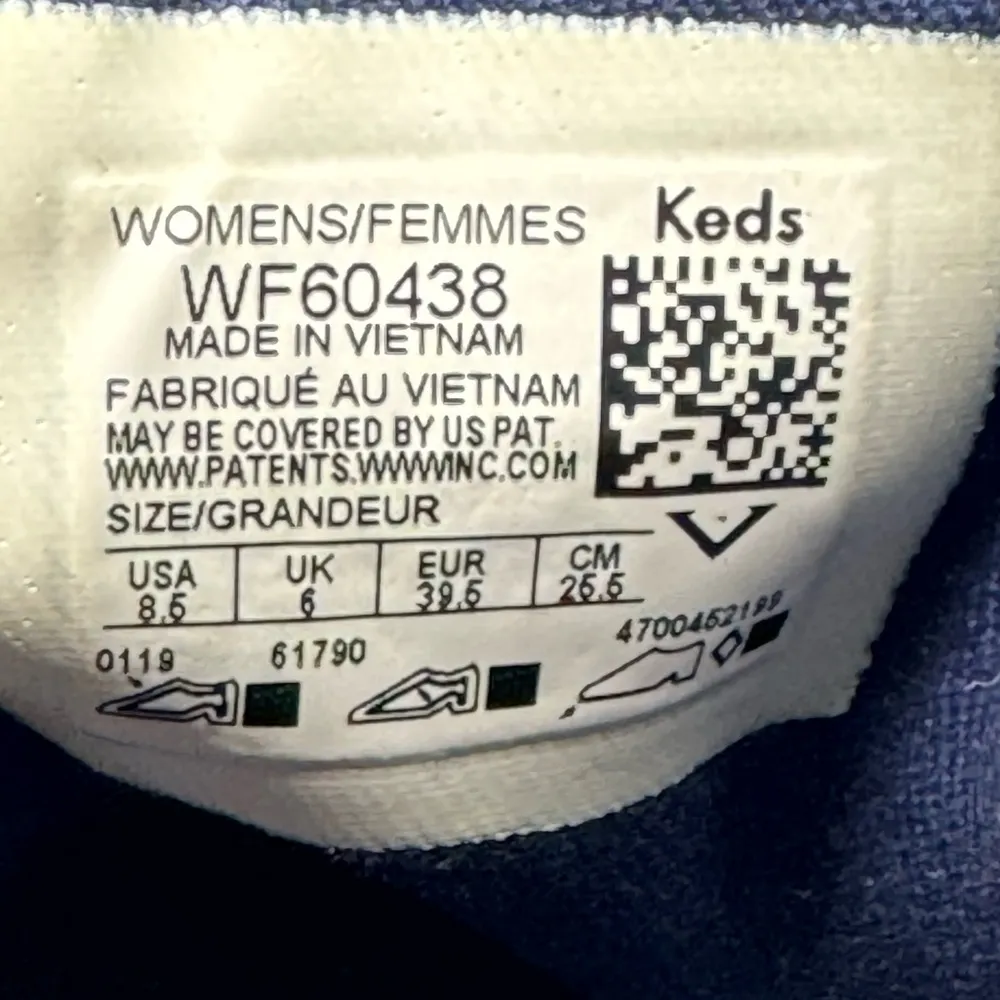 WOMENS/FEMMES
Keds
WF60438
MADE IN VIETNAM
FABRIQUÉ AU VIETNAM
MAY BE COVERED BY US PAT.
WWW.PATENTS.WWWINC.COM
SIZE/GRANDEUR
USA UK EUR CM
8.5 6 39.5 25.5
0119 61790 4700452199